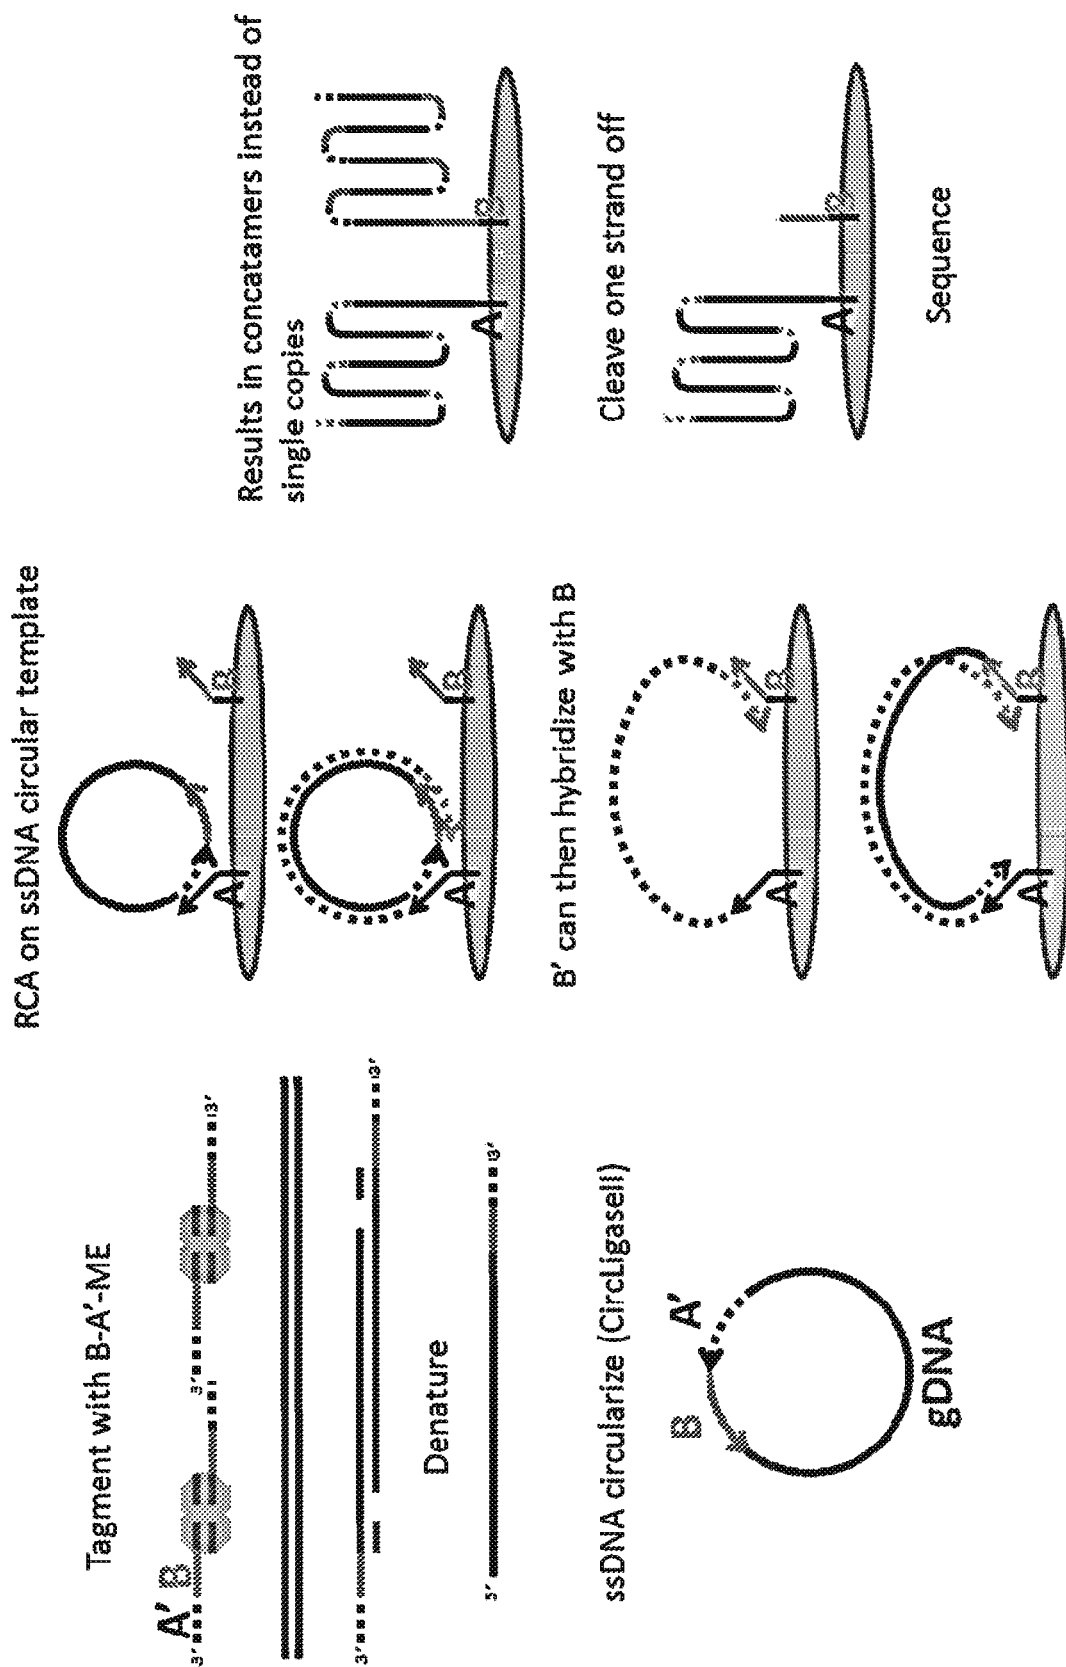 Tagment with B-A'-ME
A' B
3'
3'
3'
3'
3'
Denature
5'
3'
ssDNA circularize (CircLigaseII)
B
A'
gDNA
RCA on ssDNA circular template
A
B
A
B
B' can then hybridize with B
A
B
A
B
Results in concatamers instead of
single copies
A
B
Cleave one strand off
A
B
Sequence